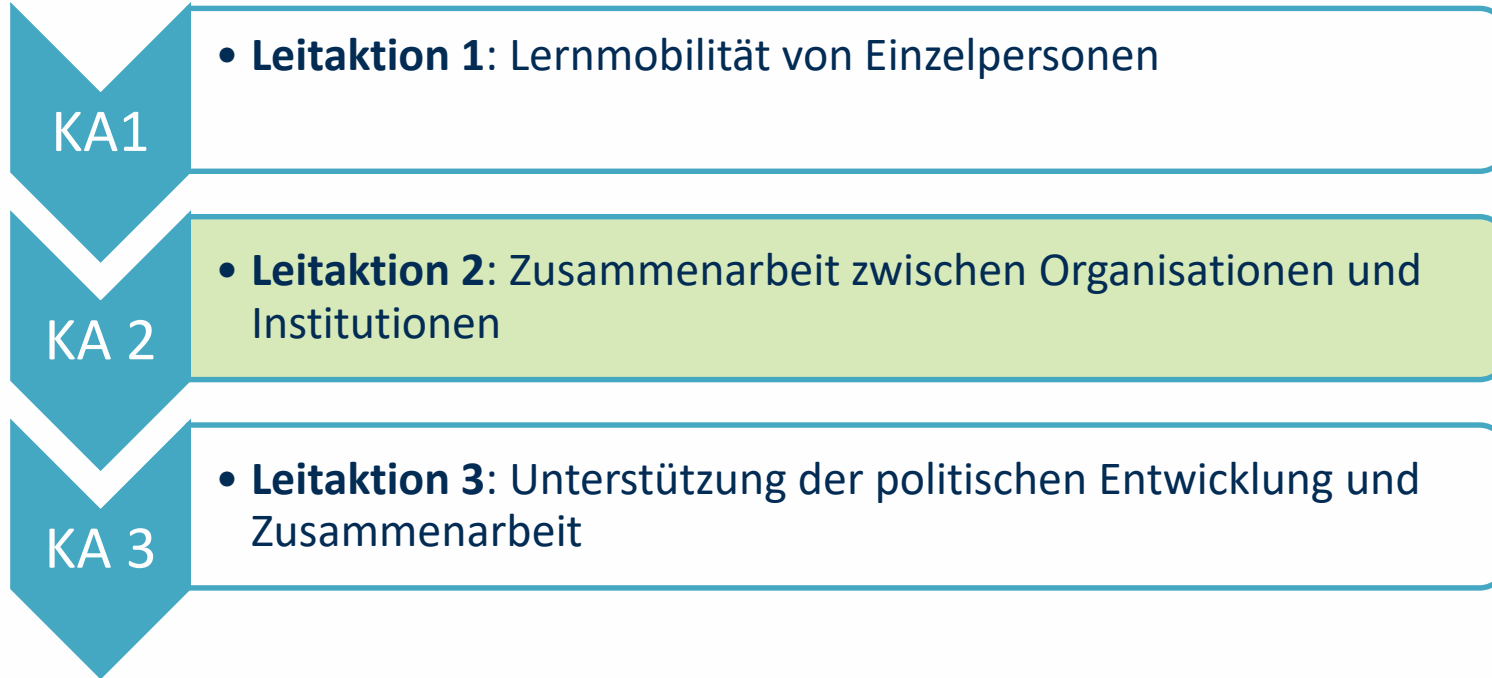 KA1
• Leitaktion 1: Lernmobilität von Einzelpersonen
KA 2
• Leitaktion 2: Zusammenarbeit zwischen Organisationen und
Institutionen
KA 3
• Leitaktion 3: Unterstützung der politischen Entwicklung und
Zusammenarbeit